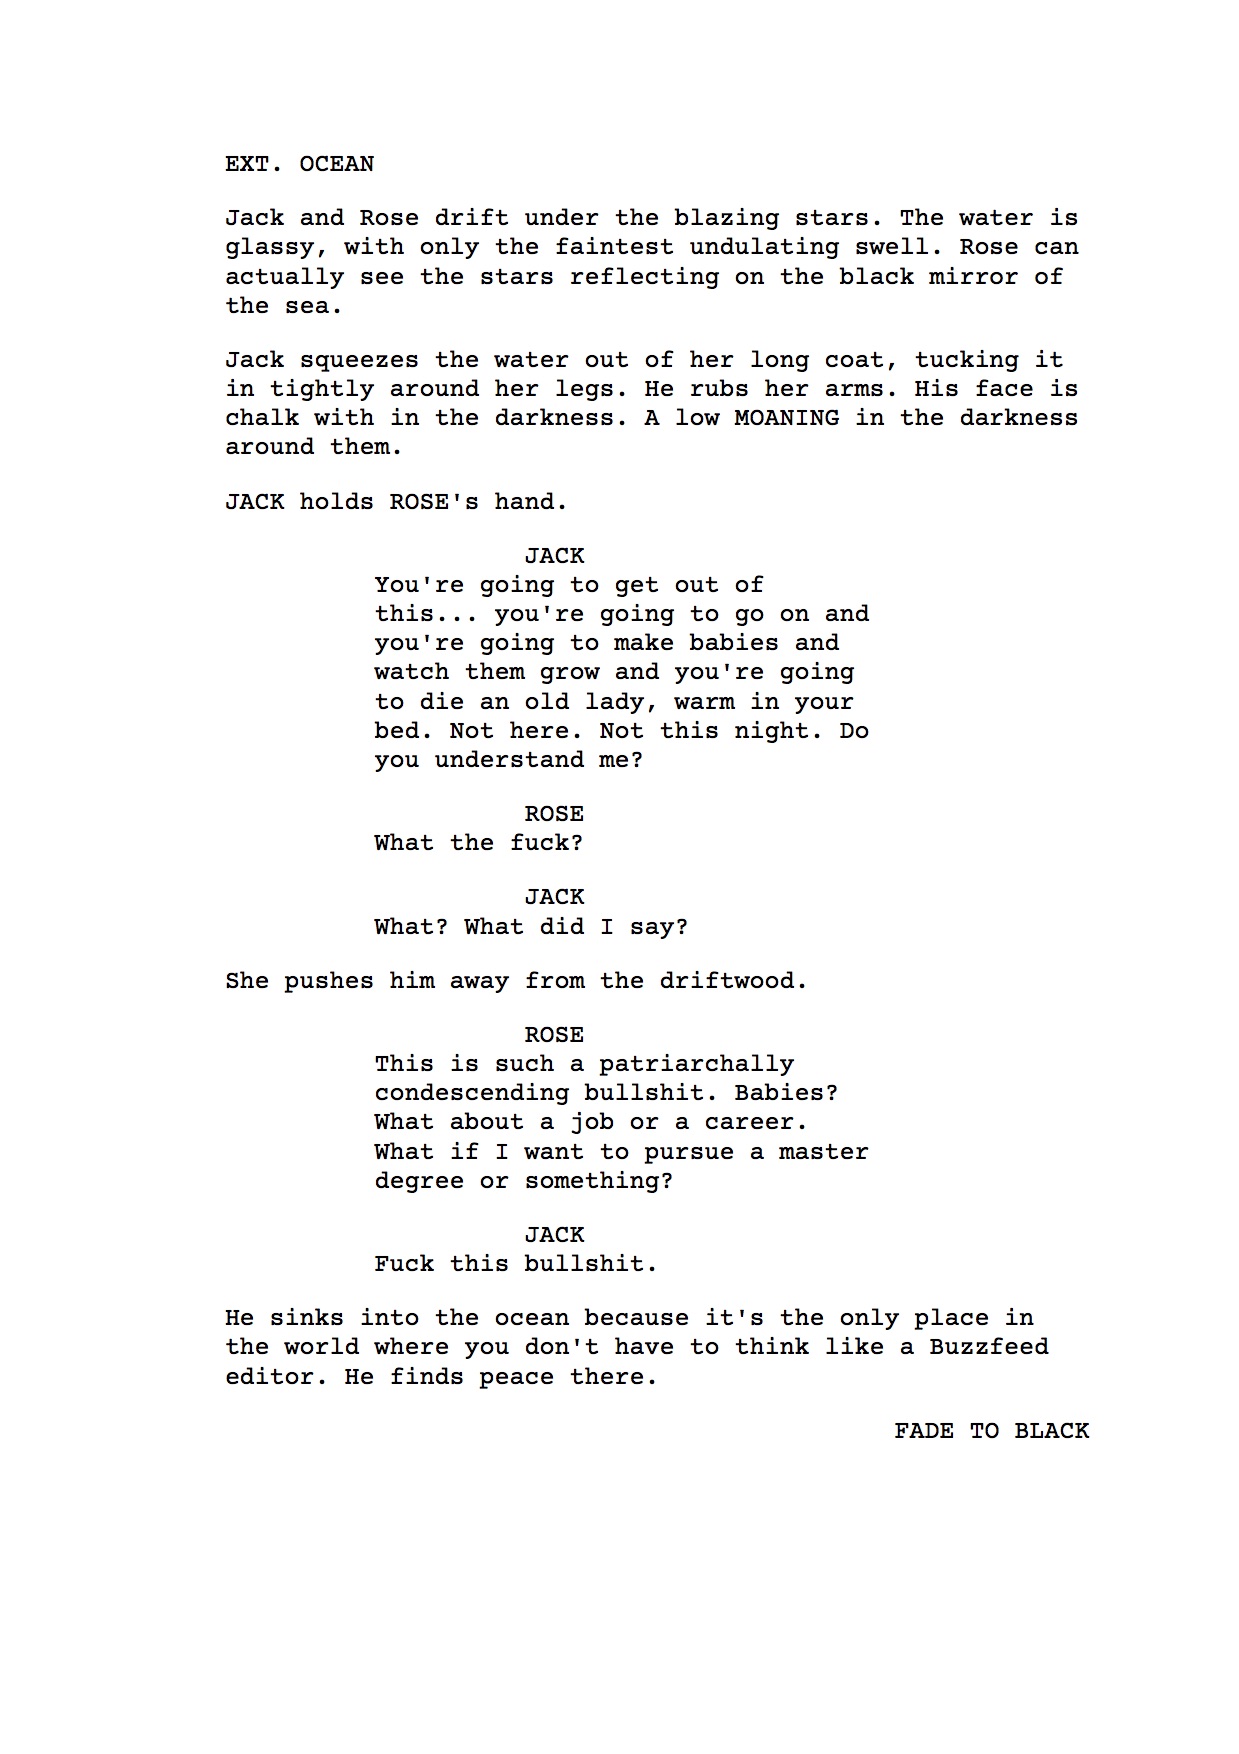 EXT. OCEAN
Jack and Rose drift under the blazing stars. The water is
glassy, with only the faintest undulating swell. Rose can
actually see the stars reflecting on the black mirror of
the sea.
Jack squeezes the water out of her long coat, tucking it
in tightly around her legs. He rubs her arms. His face is
chalk with in the darkness. A low MOANING in the darkness
around them.
JACK holds ROSE's hand.
JACK
You're going to get out of
this... you're going to go on and
you're going to make babies and
watch them grow and you're going
to die an old lady, warm in your
bed. Not here. Not this night. Do
you understand me?
ROSE
What the fuck?
JACK
What? What did I say?
She pushes him away from the driftwood.
ROSE
This is such a patriarchally
condescending bullshit. Babies?
What about a job or a career.
What if I want to pursue a master
degree or something?
JACK
Fuck this bullshit.
He sinks into the ocean because it's the only place in
the world where you don't have to think like a Buzzfeed
editor. He finds peace there.
FADE TO BLACK